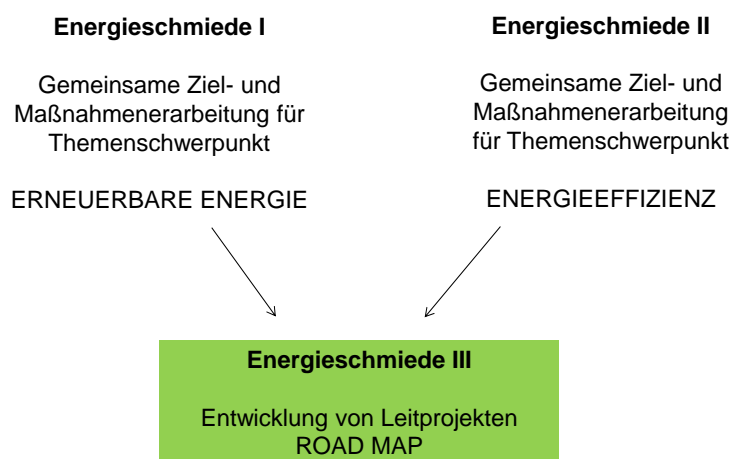 Energieschmiede I
Gemeinsame Ziel- und
Maßnahmenerarbeitung für
Themenschwerpunkt
ERNEUERBARE ENERGIE
Energieschmiede II
Gemeinsame Ziel- und
Maßnahmenerarbeitung
für Themenschwerpunkt
ENERGIEEFFIZIENZ
Energieschmiede III
Entwicklung von Leitprojekten
ROAD MAP